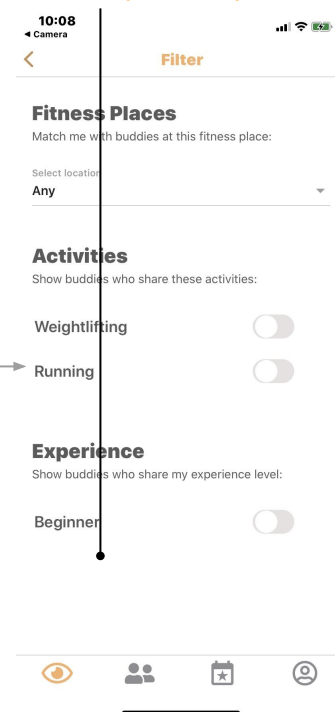 10:08
◀ Camera
Filter
Fitness Places
Match me with buddies at this fitness place:
Select location
Any
Activities
Show buddies who share these activities:
Weightlifting
Running
Experience
Show buddies who share my experience level:
Beginner